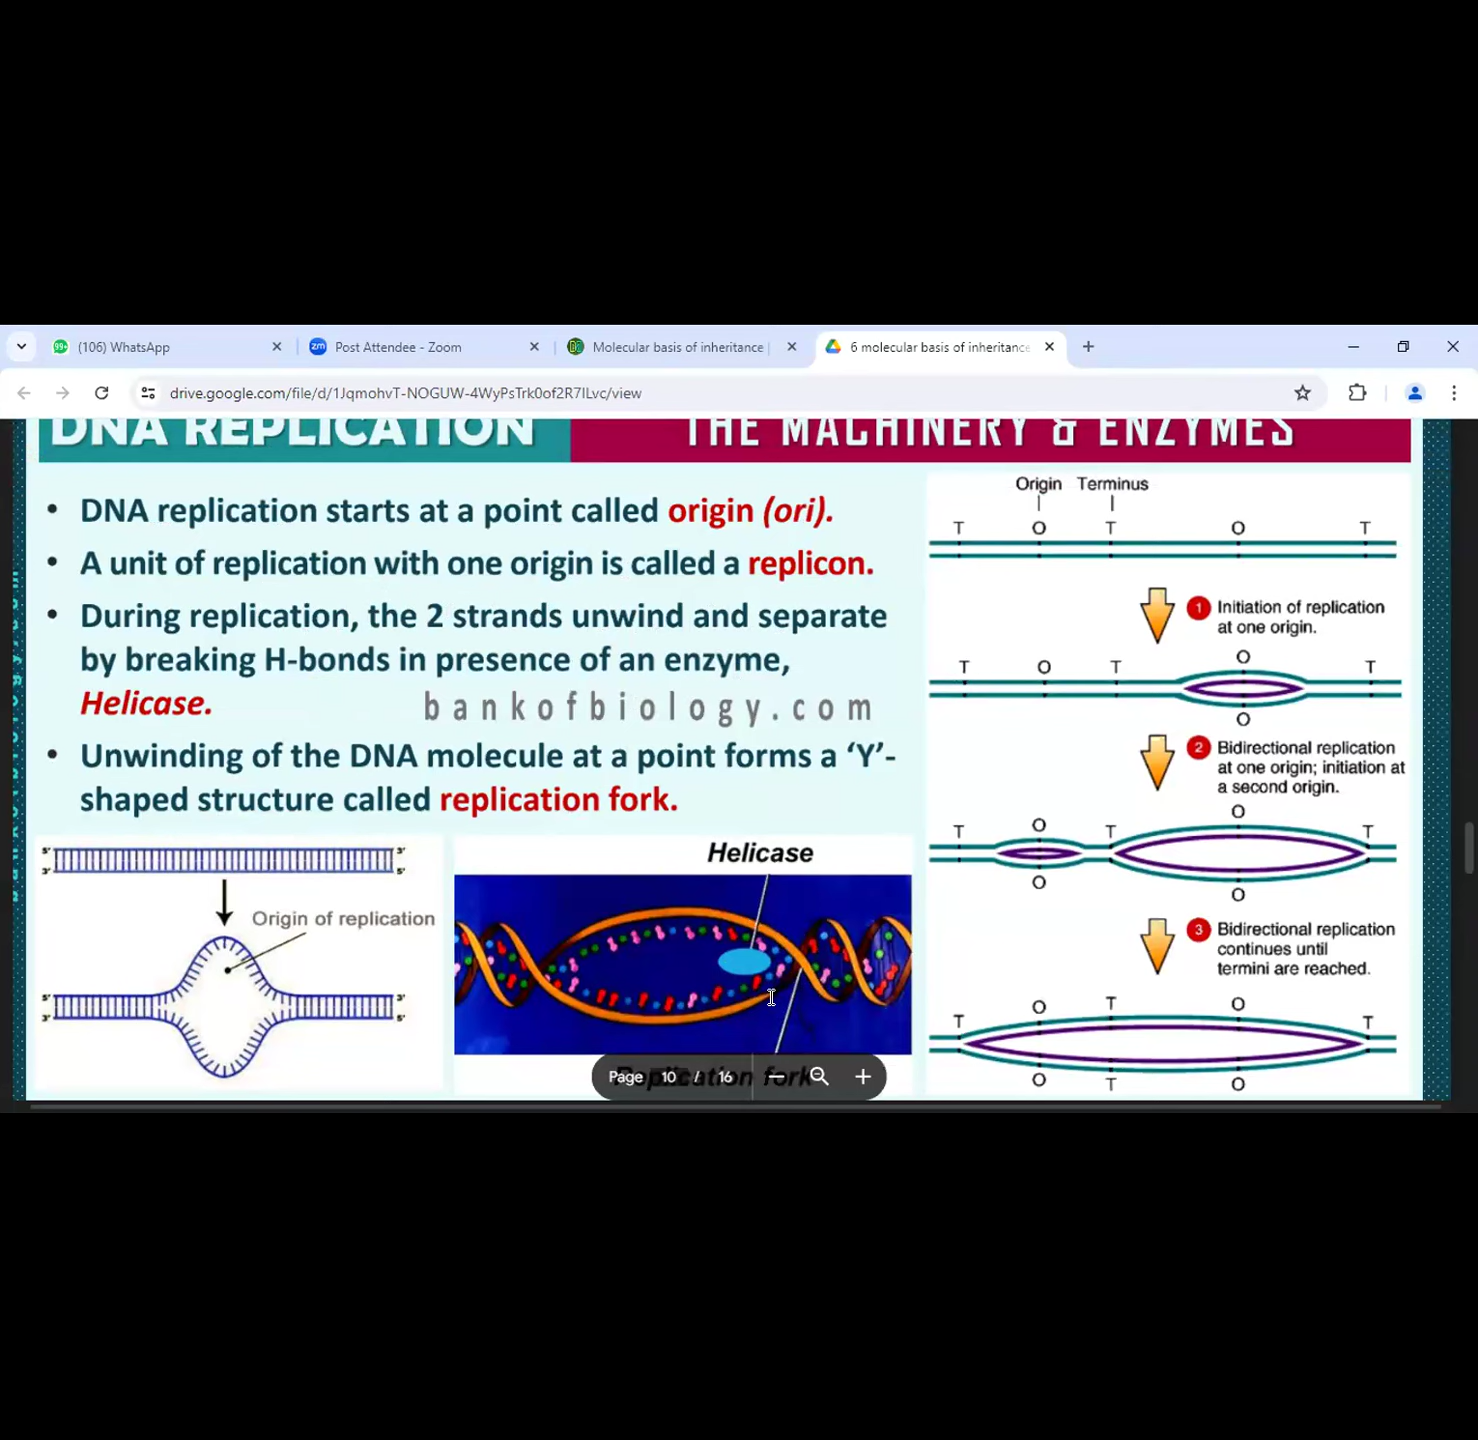 (106) WhatsApp
Post Attendee - Zoom
Molecular basis of inheritance |
6 molecular basis of inheritance
drive.google.com/file/d/1JqmohvT-NOGUW-4WyPsTrk0of2R7ILvc/view
DNA REPLICATION
THE MACHINERY & ENZYMES
• DNA replication starts at a point called origin (ori).
• A unit of replication with one origin is called a replicon.
• During replication, the 2 strands unwind and separate
by breaking H-bonds in presence of an enzyme,
Helicase.
bankofbiology.com
• Unwinding of the DNA molecule at a point forms a ‘Y’-
shaped structure called replication fork.
5' 3'
3' 5'
Origin of replication
5' 3'
3' 5'
Helicase
Replication fork
Page 10 / 16
Origin Terminus
T O T O T
1 Initiation of replication
at one origin.
O
T O T T
O
2 Bidirectional replication
at one origin; initiation at
a second origin.
O O
T T T
O O
3 Bidirectional replication
continues until
termini are reached.
O T O
T T
O T O